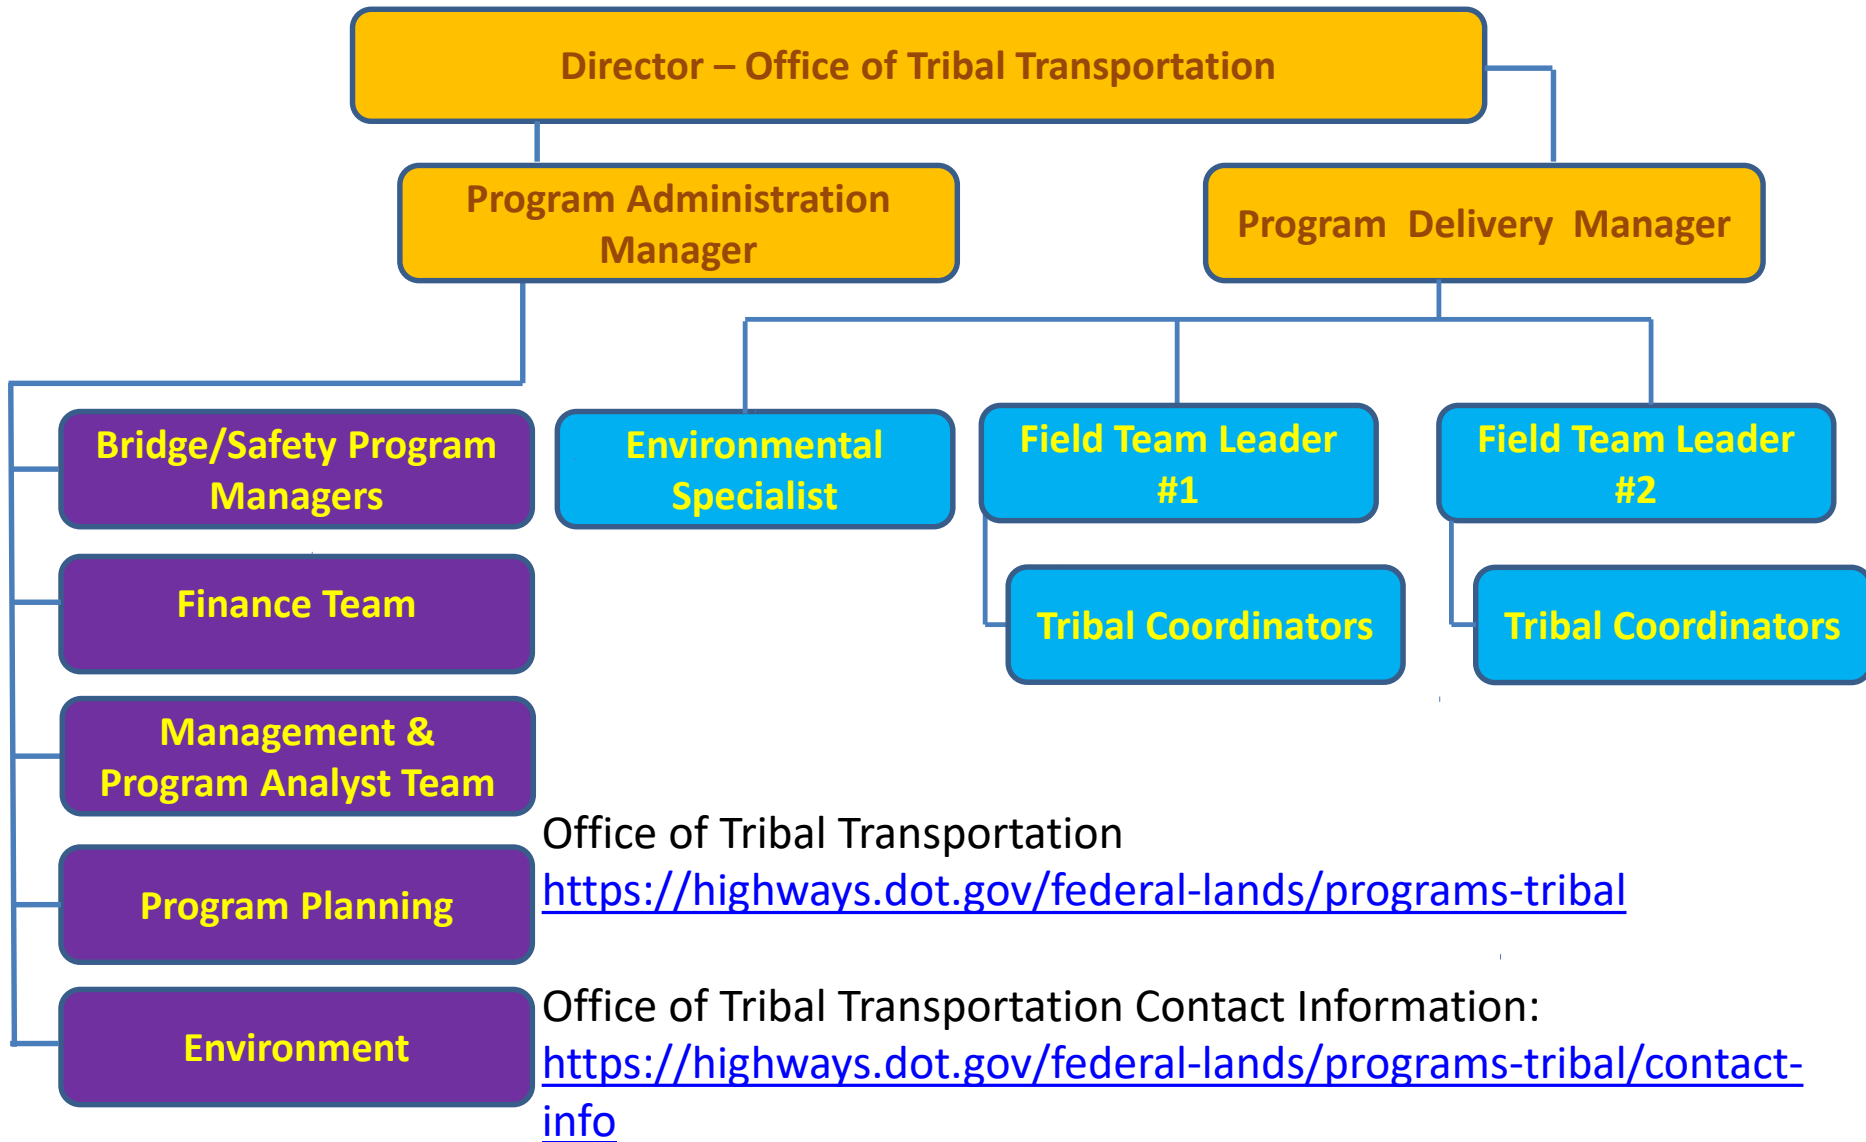 Director – Office of Tribal Transportation
Program Administration
Manager
Program Delivery Manager
Bridge/Safety Program
Managers
Environmental
Specialist
Field Team Leader
#1
Field Team Leader
#2
Finance Team
Tribal Coordinators
Tribal Coordinators
Management &
Program Analyst Team
Program Planning
Environment
Office of Tribal Transportation
https://highways.dot.gov/federal-lands/programs-tribal
Office of Tribal Transportation Contact Information:
https://highways.dot.gov/federal-lands/programs-tribal/contact-
info